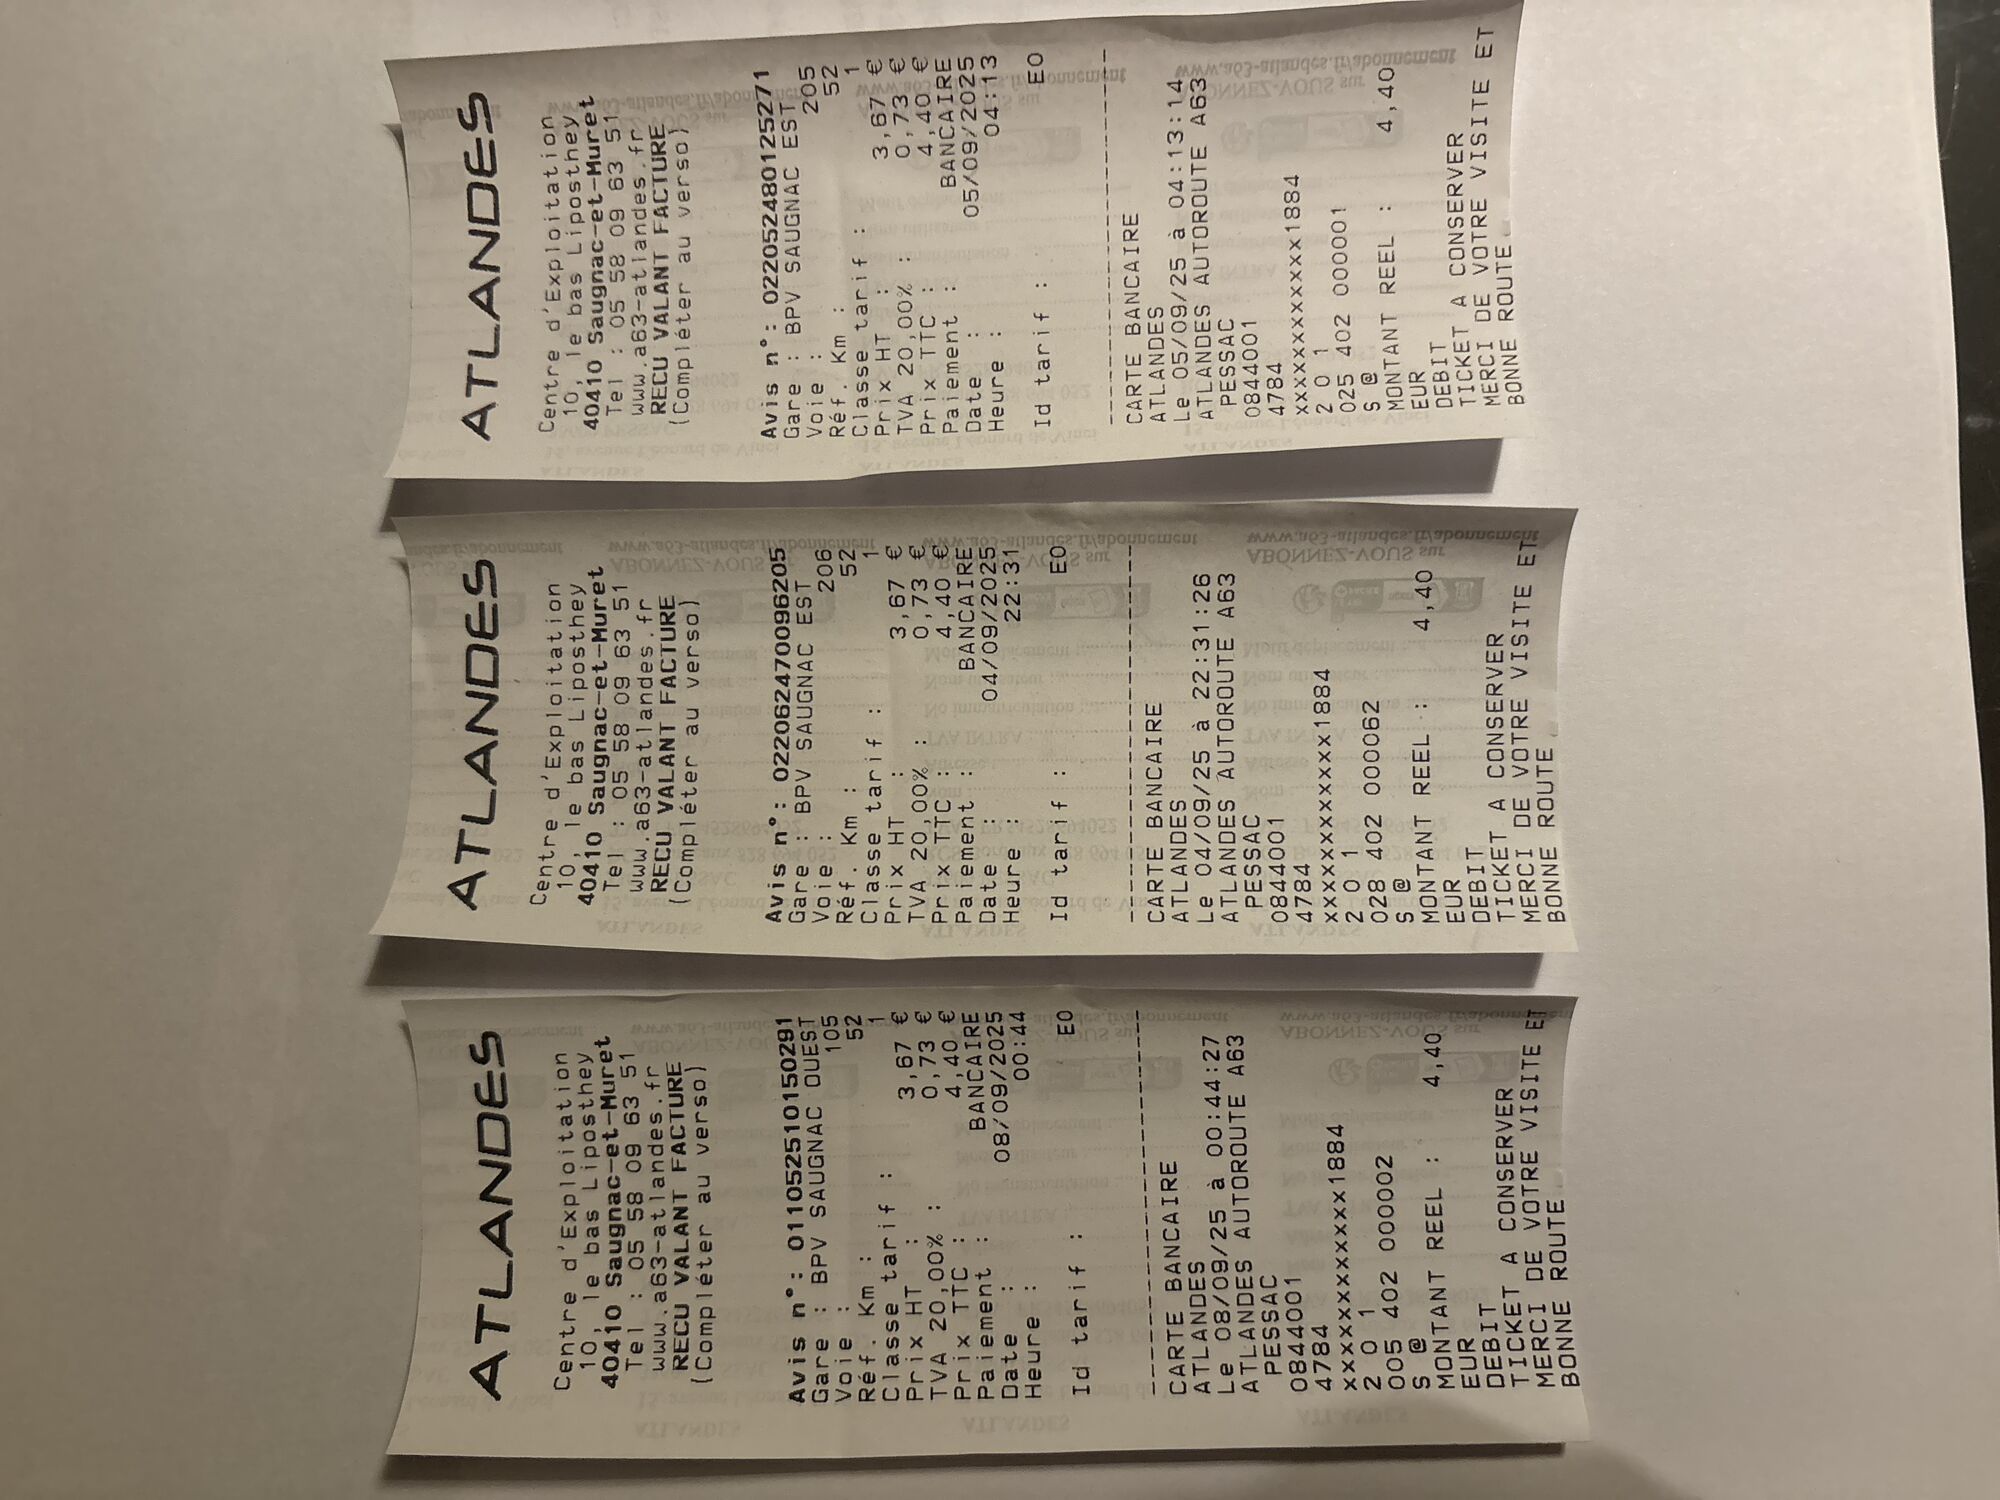 ATLANDES
Centre d'Exploitation
10, le bas Liposthey
40410 Saugnac-et-Muret
Tel : 05 58 09 63 51
www.a63-atlandes.fr
RECU VALANT FACTURE
(Compléter au verso)
Avis n°: 02205248012527​1
Gare : BPV SAUGNAC EST
Voie : 205
Réf. Km : 52
Classe tarif : 1
Prix HT : 3,67 €
TVA 20,00% : 0,73 €
Prix TTC : 4,40 €
Paiement : BANCAIRE
Date : 05/09/2025
Heure : 04:13
Id tarif : E0
CARTE BANCAIRE
ATLANDES
Le 05/09/25 à 04:13:14
ATLANDES AUTOROUTE A63
PESSAC
0844001
4784
xxxxxxxxxxxx1884
2 0 1
025 402 000001
S @
MONTANT REEL : 4,40
EUR
DEBIT
TICKET A CONSERVER
MERCI DE VOTRE VISITE ET
BONNE ROUTE
ATLANDES
Centre d'Exploitation
10, le bas Liposthey
40410 Saugnac-et-Muret
Tel : 05 58 09 63 51
www.a63-atlandes.fr
RECU VALANT FACTURE
(Compléter au verso)
Avis n°: 022062470096205
Gare : BPV SAUGNAC EST
Voie : 206
Réf. Km : 52
Classe tarif : 1
Prix HT : 3,67 €
TVA 20,00% : 0,73 €
Prix TTC : 4,40 €
Paiement : BANCAIRE
Date : 04/09/2025
Heure : 22:31
Id tarif : E0
CARTE BANCAIRE
ATLANDES
Le 04/09/25 à 22:31:26
ATLANDES AUTOROUTE A63
PESSAC
0844001
4784
xxxxxxxxxxxx1884
2 0 1
028 402 000062
S @
MONTANT REEL : 4,40
EUR
DEBIT
TICKET A CONSERVER
MERCI DE VOTRE VISITE ET
BONNE ROUTE
ATLANDES
Centre d'Exploitation
10, le bas Liposthey
40410 Saugnac-et-Muret
Tel : 05 58 09 63 51
www.a63-atlandes.fr
RECU VALANT FACTURE
(Compléter au verso)
Avis n°: 011052510150291
Gare : BPV SAUGNAC OUEST
Voie : 105
Réf. Km : 52
Classe tarif : 1
Prix HT : 3,67 €
TVA 20,00% : 0,73 €
Prix TTC : 4,40 €
Paiement : BANCAIRE
Date : 08/09/2025
Heure : 00:44
Id tarif : E0
CARTE BANCAIRE
ATLANDES
Le 08/09/25 à 00:44:27
ATLANDES AUTOROUTE A63
PESSAC
0844001
4784
xxxxxxxxxxxx1884
2 0 1
005 402 000002
S @
MONTANT REEL : 4,40
EUR
DEBIT
TICKET A CONSERVER
MERCI DE VOTRE VISITE ET
BONNE ROUTE